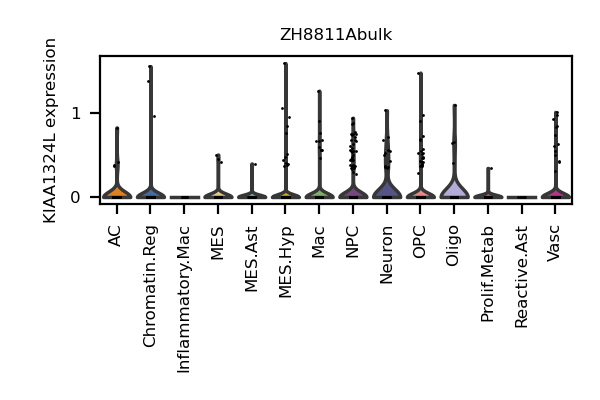 ZH8811Abulk
KIAA1324L expression
1
0
AC
Chromatin.Reg
Inflammatory.Mac
MES
MES.Ast
MES.Hyp
Mac
NPC
Neuron
OPC
Oligo
Prolif.Metab
Reactive.Ast
Vasc